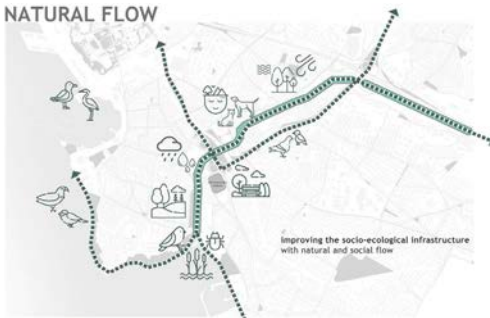 NATURAL FLOW
improving the socio-ecological infrastructure
with natural and social flow